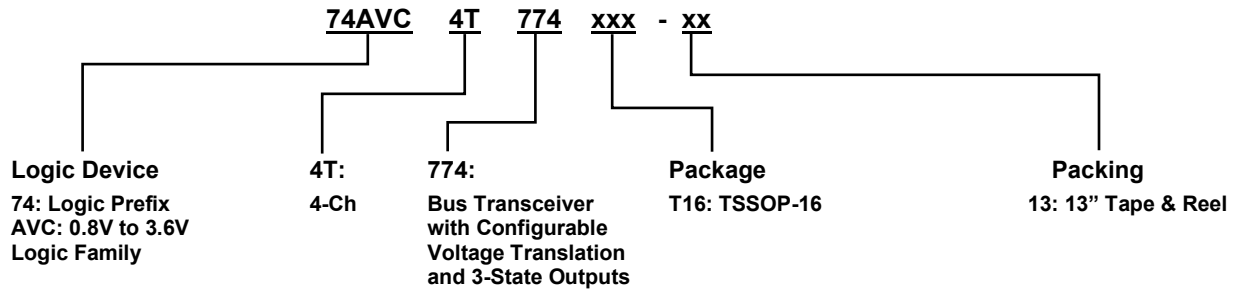 74AVC 4T 774 xxx - xx
Logic Device
74: Logic Prefix
AVC: 0.8V to 3.6V
Logic Family
4T:
4-Ch
774:
Bus Transceiver
with Configurable
Voltage Translation
and 3-State Outputs
Package
T16: TSSOP-16
Packing
13: 13” Tape & Reel